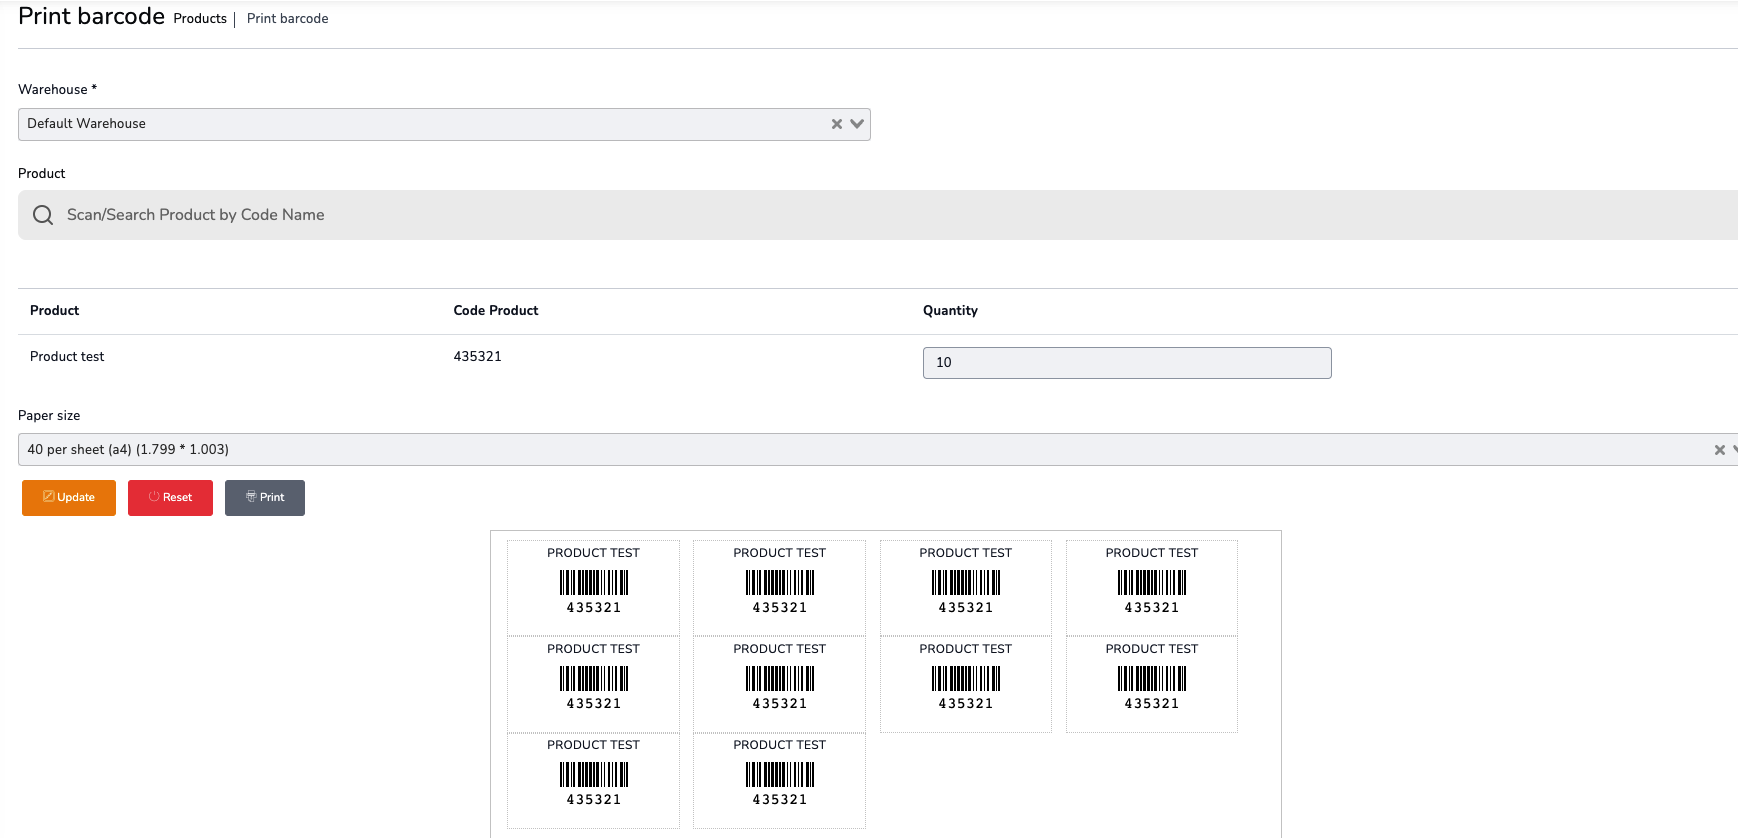 Print barcode Products | Print barcode
Warehouse *
Default Warehouse
Product
Scan/Search Product by Code Name
Product Code Product Quantity
Product test 435321 10
Paper size
40 per sheet (a4) (1.799 * 1.003)
Update Reset Print
PRODUCT TEST PRODUCT TEST PRODUCT TEST PRODUCT TEST
435321 435321 435321 435321
PRODUCT TEST PRODUCT TEST PRODUCT TEST PRODUCT TEST
435321 435321 435321 435321
PRODUCT TEST PRODUCT TEST
435321 435321